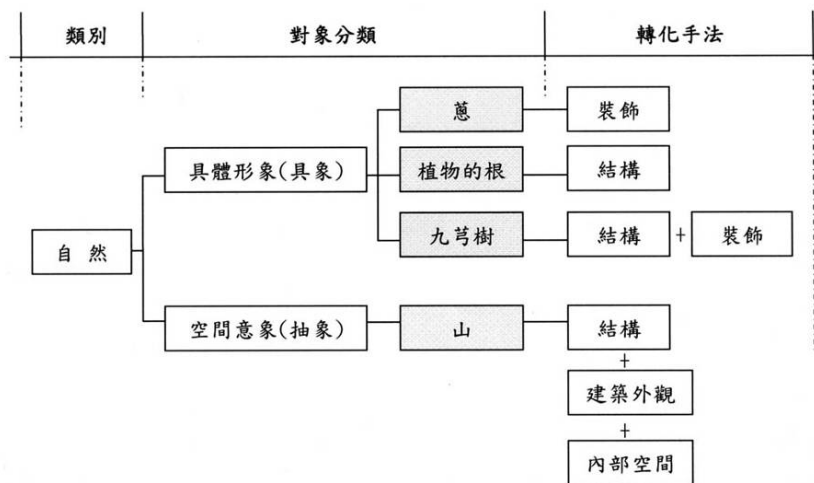 類別 對象分類 轉化手法
蔥 裝飾
具體形象(具象) 植物的根 結構
九芎樹 結構 + 裝飾
自然
空間意象(抽象) 山 結構
+
建築外觀
+
內部空間